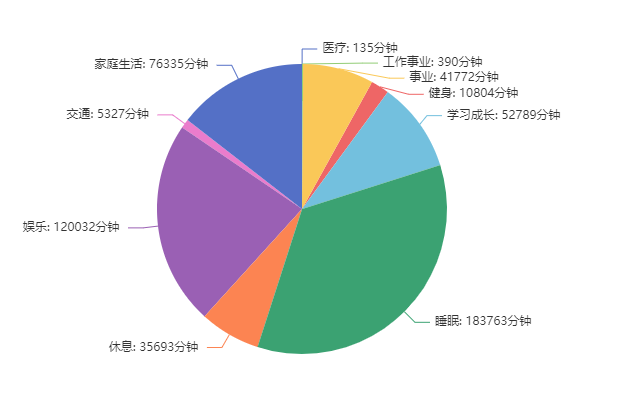 医疗: 135分钟
工作事业: 390分钟
事业: 41772分钟
健身: 10804分钟
学习成长: 52789分钟
睡眠: 183763分钟
休息: 35693分钟
娱乐: 120032分钟
交通: 5327分钟
家庭生活: 76335分钟